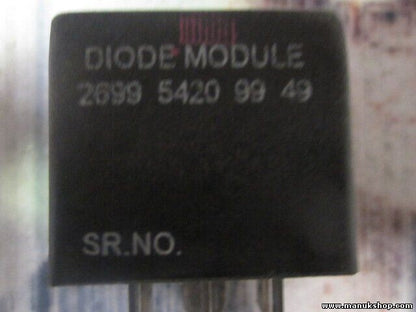 DIODE MODULE
2699 5420 99 49
SR.NO.
www.manukshop.com